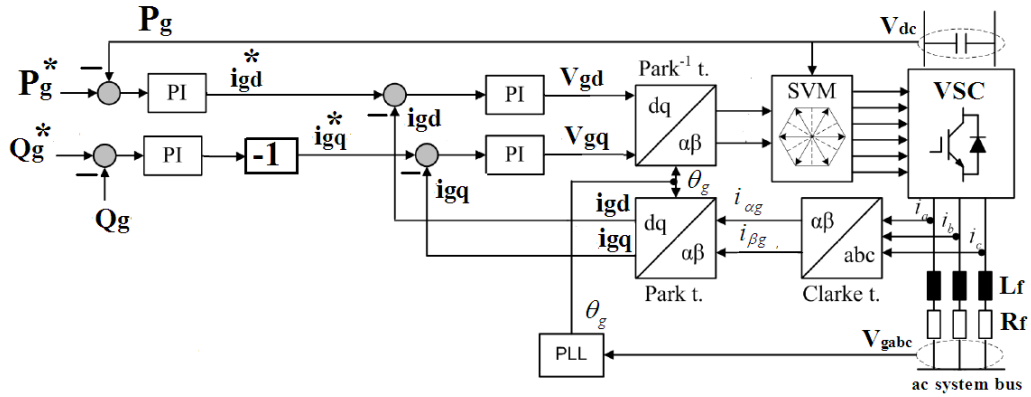 Pg
Vdc
Pg*
PI
igd*
igd
PI
Vgd
Park-1 t.
dq
αβ
SVM
VSC
Qg*
PI
-1
igq*
igq
PI
Vgq
Qg
θg
igd
igq
dq
αβ
Park t.
iαg
iβg
αβ
abc
Clarke t.
ia
ib
ic
Lf
Rf
θg
PLL
Vgabc
ac system bus